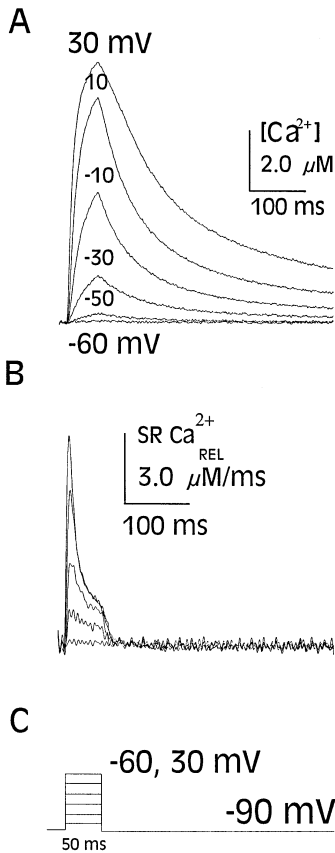 A
30 mV
10
[Ca2+]
2.0 μM
-10
100 ms
-30
-50
-60 mV
B
SR Ca2+
REL
3.0 μM/ms
100 ms
C
-60, 30 mV
-90 mV
50 ms